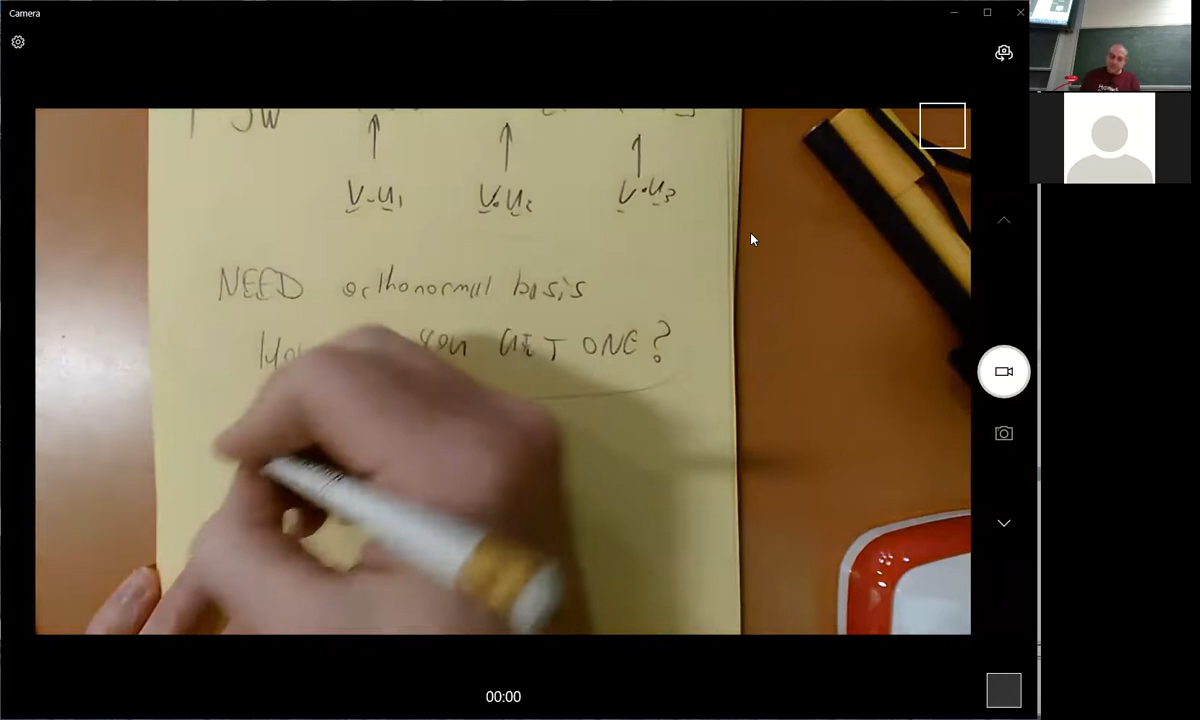 Camera
V·u₁ V·u₂ V·u₃
NEED orthonormal basis
YOU GET ONE?
00:00